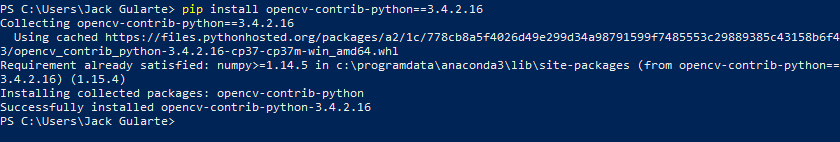 PS C:\Users\Jack Gularte> pip install opencv-contrib-python==3.4.2.16
Collecting opencv-contrib-python==3.4.2.16
  Using cached https://files.pythonhosted.org/packages/a2/1c/778cb8a5f4026d49e299d34a98791599f7485553c29889385c43158b6f4
3/opencv_contrib_python-3.4.2.16-cp37-cp37m-win_amd64.whl
Requirement already satisfied: numpy>=1.14.5 in c:\programdata\anaconda3\lib\site-packages (from opencv-contrib-python==
3.4.2.16) (1.15.4)
Installing collected packages: opencv-contrib-python
Successfully installed opencv-contrib-python-3.4.2.16
PS C:\Users\Jack Gularte>